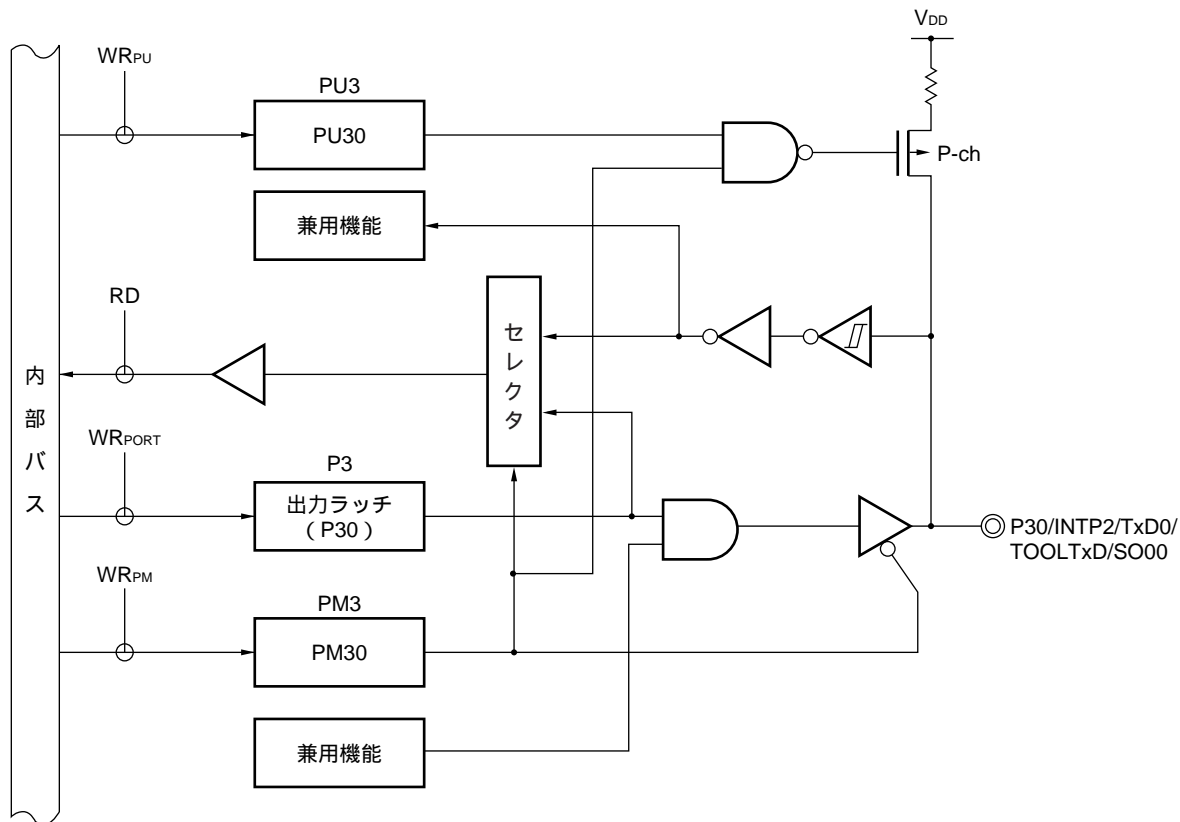 VDD
WRPU
PU3
PU30
P-ch
兼用機能
RD
セレクタ
内部バス
WRPORT
P3
出力ラッチ
(P30)
P30/INTP2/TxD0/
TOOLTxD/SO00
WRPM
PM3
PM30
兼用機能